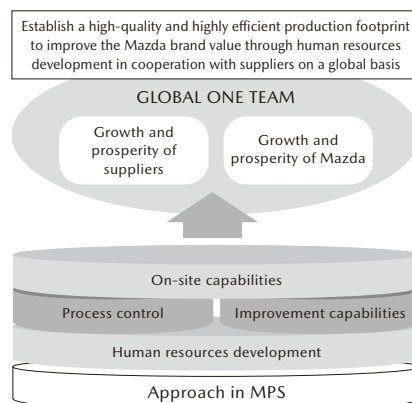 Establish a high-quality and highly efficient production footprint
to improve the Mazda brand value through human resources
development in cooperation with suppliers on a global basis
GLOBAL ONE TEAM
Growth and
prosperity of
suppliers
Growth and
prosperity of Mazda
On-site capabilities
Process control
Improvement capabilities
Human resources development
Approach in MPS